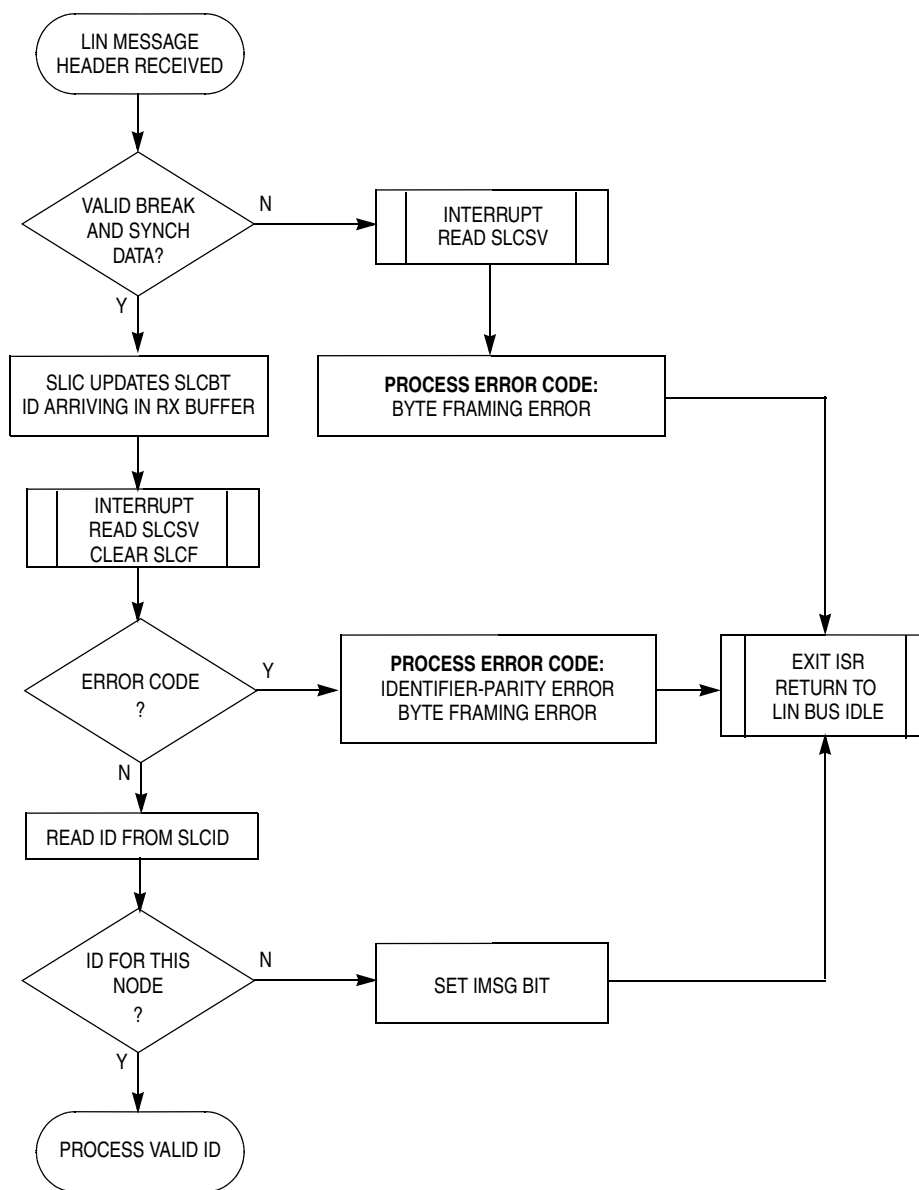 LIN MESSAGE
HEADER RECEIVED
VALID BREAK
AND SYNCH
DATA?
N
INTERRUPT
READ SLCSV
Y
SLIC UPDATES SLCBT
ID ARRIVING IN RX BUFFER
PROCESS ERROR CODE:
BYTE FRAMING ERROR
INTERRUPT
READ SLCSV
CLEAR SLCF
ERROR CODE
?
Y
PROCESS ERROR CODE:
IDENTIFIER-PARITY ERROR
BYTE FRAMING ERROR
EXIT ISR
RETURN TO
LIN BUS IDLE
N
READ ID FROM SLCID
ID FOR THIS
NODE
?
N
SET IMSG BIT
Y
PROCESS VALID ID